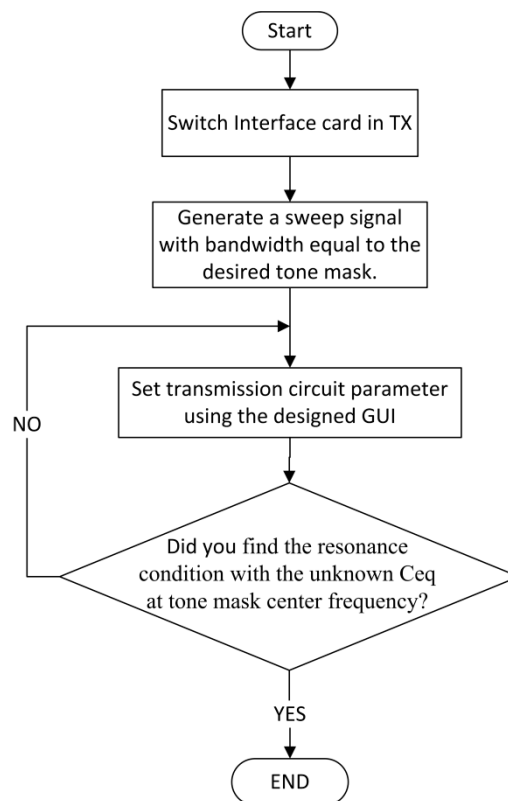 Start
Switch Interface card in TX
Generate a sweep signal
with bandwidth equal to the
desired tone mask.
Set transmission circuit parameter
using the designed GUI
NO
Did you find the resonance
condition with the unknown Ceq
at tone mask center frequency?
YES
END